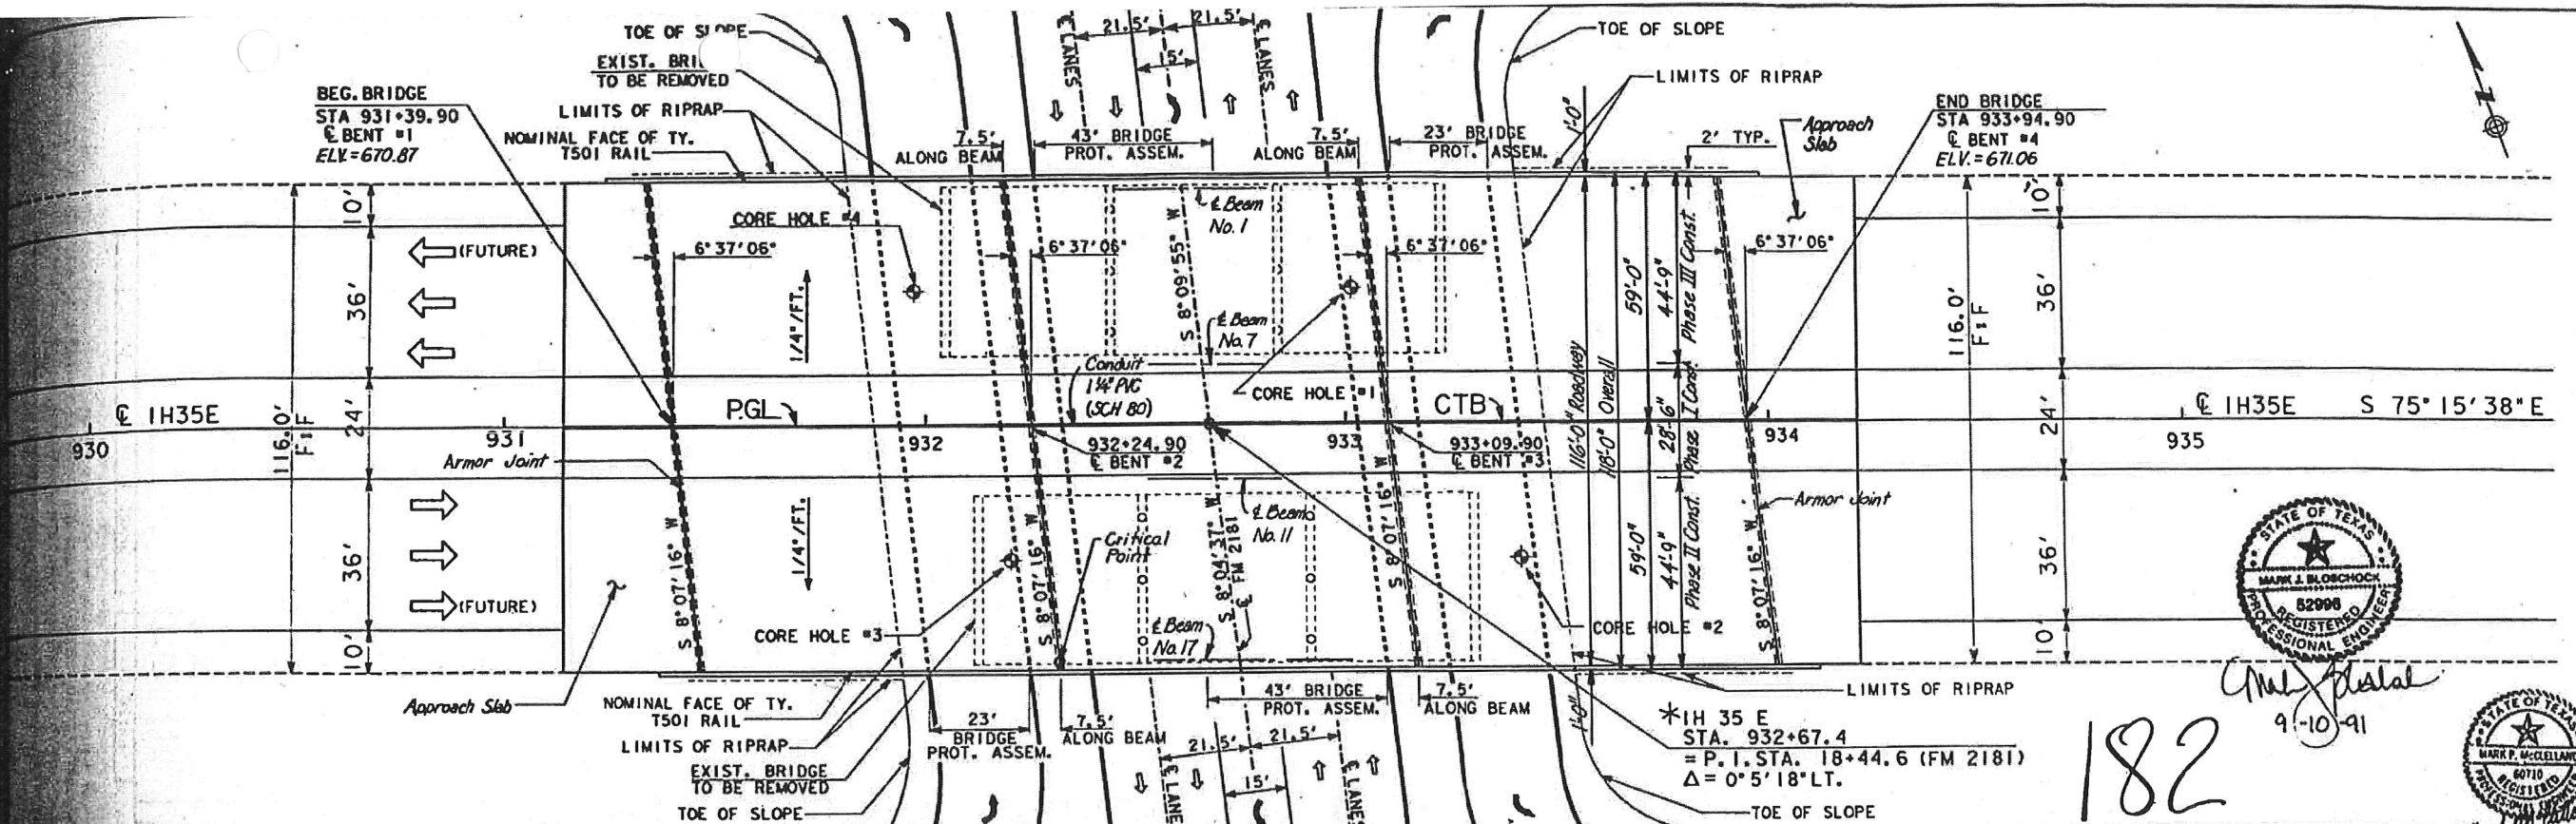 TOE OF SLOPE
EXIST. BRI
TO BE REMOVED
BEG. BRIDGE
STA 931+39.90
℄ BENT #1
ELV.=670.87
LIMITS OF RIPRAP
NOMINAL FACE OF TY.
T501 RAIL
7.5'
ALONG BEAM
43' BRIDGE
PROT. ASSEM.
21.5'
21.5'
15'
℄ LANES
℄ LANES
7.5'
ALONG BEAM
23' BRIDGE
PROT. ASSEM.
TOE OF SLOPE
LIMITS OF RIPRAP
1'-0"
2' TYP.
Approach
Slab
END BRIDGE
STA 933+94.90
℄ BENT #4
ELV.=671.06
N
10'
36'
24'
36'
10'
116.0'
F:F
(FUTURE)
(FUTURE)
CORE HOLE #4
6°37'06"
6°37'06"
6°37'06"
6°37'06"
1/4"/FT.
1/4"/FT.
S 8°09'55" W
℄ Beam
No. 1
℄ Beam
No. 7
Conduit
1¼" PVC
(SCH 80)
CORE HOLE #1
℄ IH35E
930
931
PGL
932
932+24.90
℄ BENT #2
933
CTB
933+09.90
℄ BENT #3
934
℄ IH35E S 75°15'38" E
935
116'-0" Roadway
118'-0" Overall
59'-0"
59'-0"
44'-9"
28'-6"
44'-9"
Phase III Const.
Phase I Const.
Phase II Const.
116.0'
F:F
10'
36'
24'
36'
10'
Armor Joint
Armor Joint
S 8°07'16" W
S 8°07'16" W
S 8°07'16" W
S 8°07'16" W
S 8°04'37" W
℄ FM 2181
Critical
Point
℄ Beam
No. 11
℄ Beam
No. 17
CORE HOLE #3
CORE HOLE #2
Approach Slab
NOMINAL FACE OF TY.
T501 RAIL
LIMITS OF RIPRAP
EXIST. BRIDGE
TO BE REMOVED
TOE OF SLOPE
23'
BRIDGE
PROT. ASSEM.
7.5'
ALONG BEAM
43' BRIDGE
PROT. ASSEM.
7.5'
ALONG BEAM
21.5'
21.5'
15'
℄ LANE
℄ LANES
1'-0"
LIMITS OF RIPRAP
*IH 35 E
STA. 932+67.4
= P.I. STA. 18+44.6 (FM 2181)
Δ = 0°5'18" LT.
TOE OF SLOPE
STATE OF TEXAS
MARK J. BLOSCHOCK
52996
REGISTERED
PROFESSIONAL ENGINEER
9-10-91
182
STATE OF TEXAS
MARK P. McCLELLAND
60710
REGISTERED